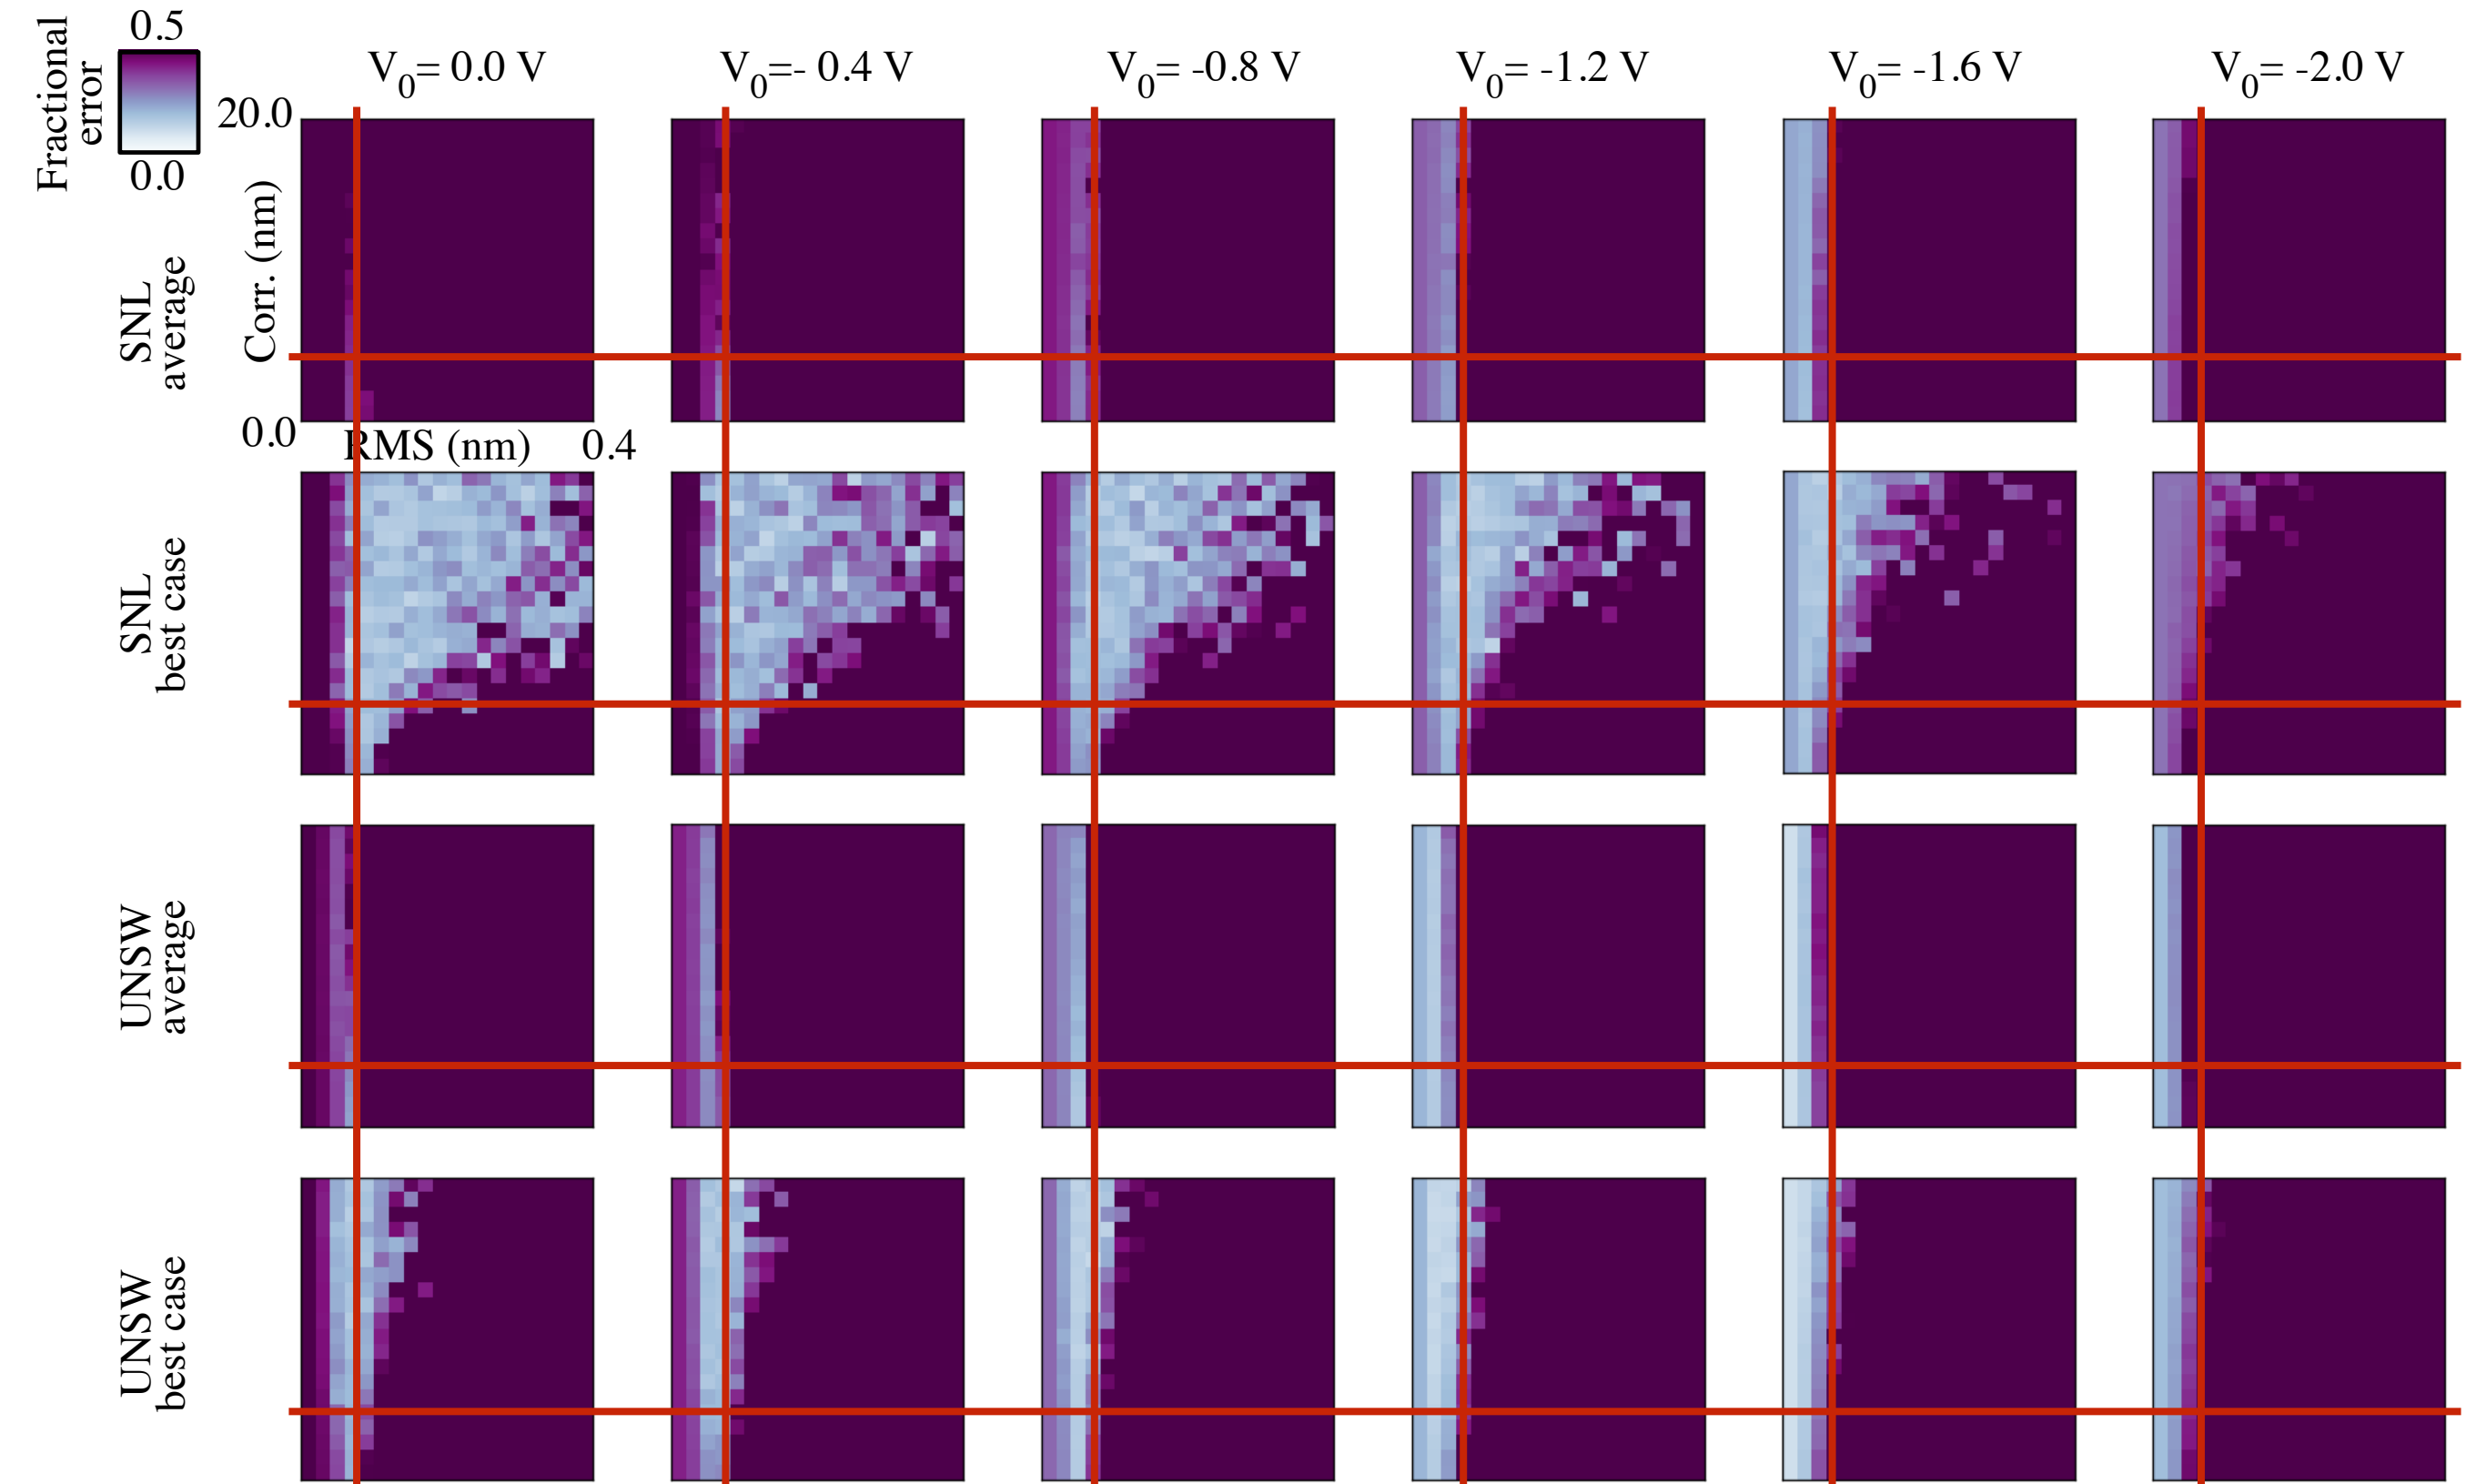 Fractional
error
0.5
0.0
V0= 0.0 V
V0=- 0.4 V
V0= -0.8 V
V0= -1.2 V
V0= -1.6 V
V0= -2.0 V
20.0
Corr. (nm)
0.0
RMS (nm)
0.4
SNL
average
SNL
best case
UNSW
average
UNSW
best case